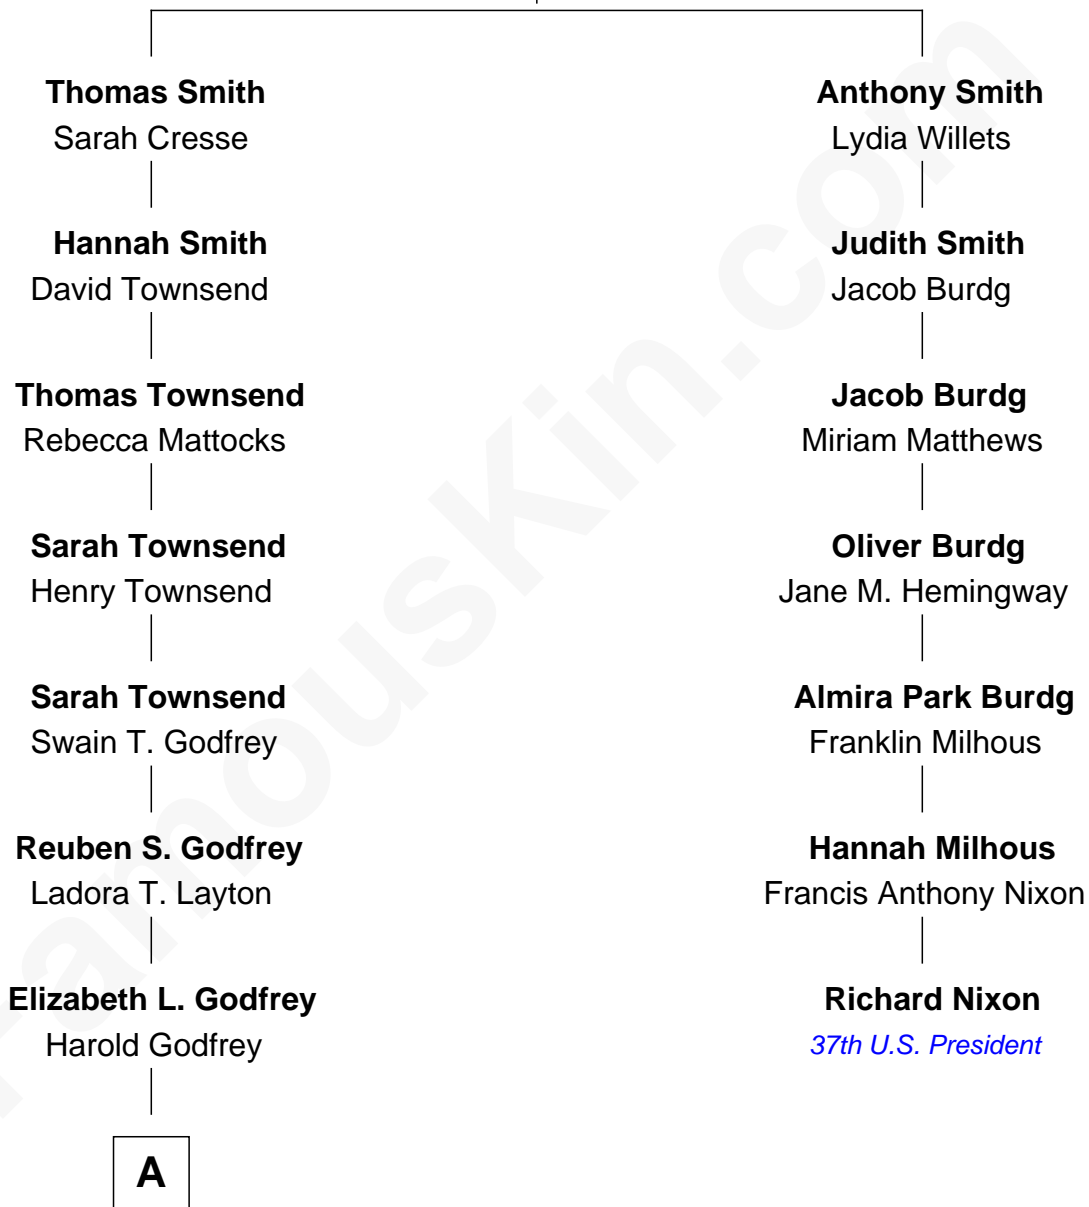 Thomas Smith
Sarah Cresse
Hannah Smith
David Townsend
Thomas Townsend
Rebecca Mattocks
Sarah Townsend
Henry Townsend
Sarah Townsend
Swain T. Godfrey
Reuben S. Godfrey
Ladora T. Layton
Elizabeth L. Godfrey
Harold Godfrey
A
Anthony Smith
Lydia Willets
Judith Smith
Jacob Burdg
Jacob Burdg
Miriam Matthews
Oliver Burdg
Jane M. Hemingway
Almira Park Burdg
Franklin Milhous
Hannah Milhous
Francis Anthony Nixon
Richard Nixon
37th U.S. President
FamousKin.com